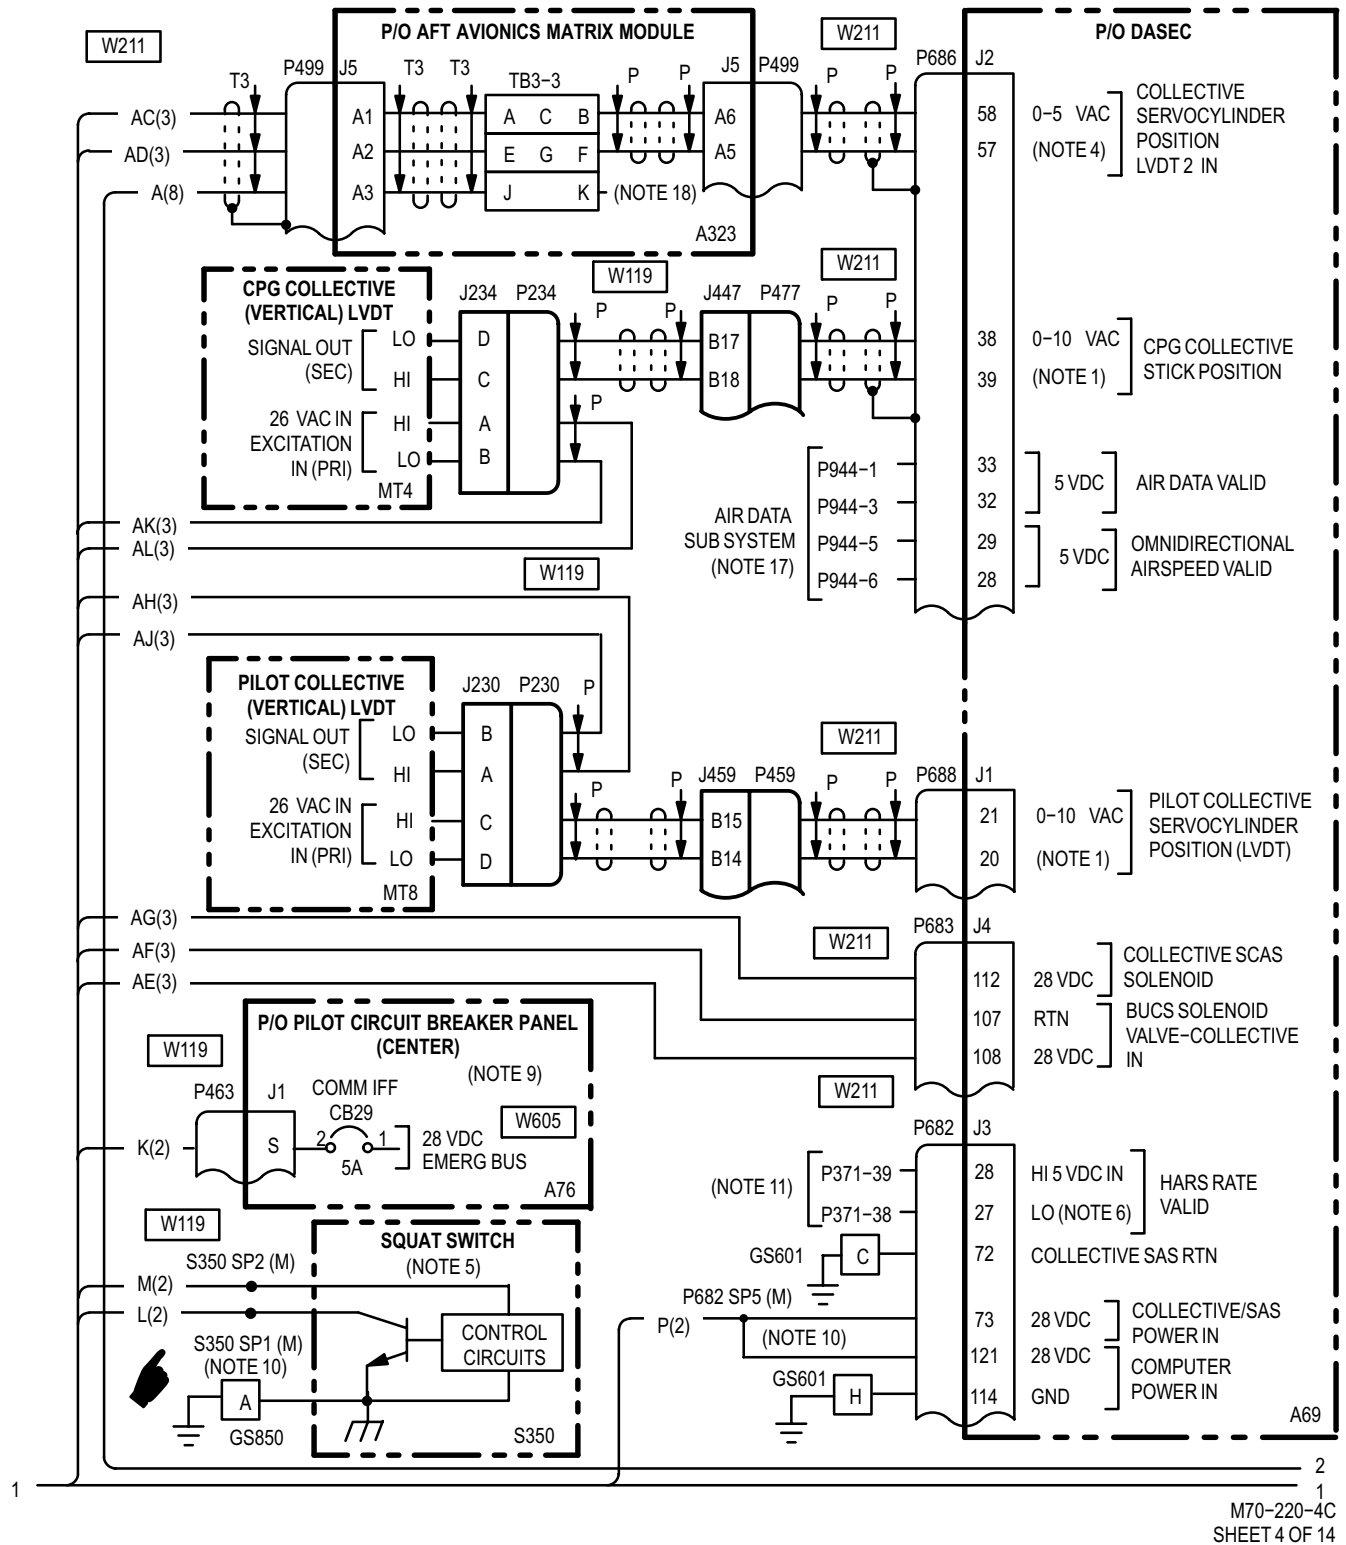 W211
P/O AFT AVIONICS MATRIX MODULE
W211
P/O DASEC
T3
P499
J5
T3
T3
TB3−3
P
P
J5
P499
P
P
P686
J2
AC(3)
A1
A C B
A6
58
0−5 VAC
COLLECTIVE
SERVOCYLINDER
POSITION
LVDT 2 IN
AD(3)
A2
E G F
A5
57
(NOTE 4)
A(8)
A3
J K
(NOTE 18)
A323
CPG COLLECTIVE
(VERTICAL) LVDT
J234
P234
W119
W211
P
P
J447
P477
P
P
SIGNAL OUT
(SEC)
LO
D
B17
38
0−10 VAC
HI
C
B18
39
(NOTE 1)
CPG COLLECTIVE
STICK POSITION
26 VAC IN
EXCITATION
IN (PRI)
HI
A
P
LO
B
MT4
P944−1
33
P944−3
32
5 VDC
AIR DATA VALID
AIR DATA
SUB SYSTEM
(NOTE 17)
P944−5
29
P944−6
28
5 VDC
OMNIDIRECTIONAL
AIRSPEED VALID
AK(3)
AL(3)
W119
AH(3)
AJ(3)
PILOT COLLECTIVE
(VERTICAL) LVDT
J230
P230
P
SIGNAL OUT
(SEC)
LO
B
HI
A
W211
26 VAC IN
EXCITATION
IN (PRI)
HI
C
P
P
J459
P459
P
P
P688
J1
B15
21
0−10 VAC
PILOT COLLECTIVE
SERVOCYLINDER
POSITION (LVDT)
LO
D
B14
20
(NOTE 1)
MT8
AG(3)
AF(3)
AE(3)
W211
P683
J4
112
28 VDC
COLLECTIVE SCAS
SOLENOID
107
RTN
108
28 VDC
BUCS SOLENOID
VALVE−COLLECTIVE
IN
P/O PILOT CIRCUIT BREAKER PANEL
(CENTER)
(NOTE 9)
W119
P463
J1
COMM IFF
CB29
W605
K(2)
S
2
1
5A
28 VDC
EMERG BUS
A76
W211
P682
J3
(NOTE 11)
P371−39
28
HI 5 VDC IN
P371−38
27
LO (NOTE 6)
HARS RATE
VALID
GS601
C
72
COLLECTIVE SAS RTN
W119
SQUAT SWITCH
(NOTE 5)
S350 SP2 (M)
M(2)
L(2)
CONTROL
CIRCUITS
S350 SP1 (M)
(NOTE 10)
A
GS850
S350
P682 SP5 (M)
P(2)
(NOTE 10)
73
28 VDC
COLLECTIVE/SAS
POWER IN
121
28 VDC
GS601
H
114
GND
COMPUTER
POWER IN
A69
2
1
1
M70−220−4C
SHEET 4 OF 14